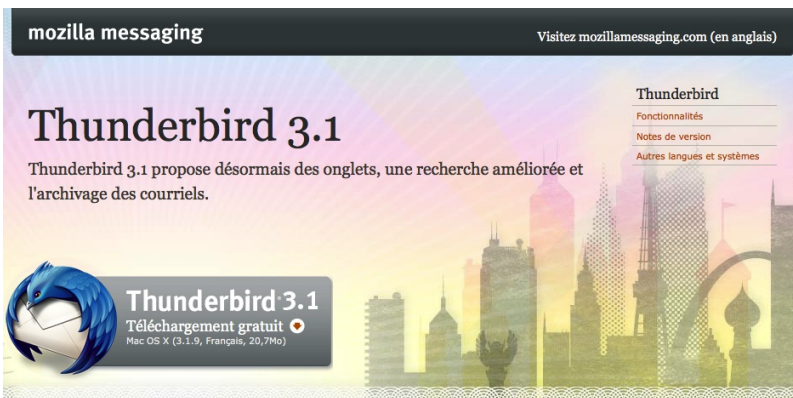 mozilla messaging
Visitez mozillamessaging.com (en anglais)
Thunderbird 3.1
Thunderbird 3.1 propose désormais des onglets, une recherche améliorée et
l'archivage des courriels.
Thunderbird
Fonctionnalités
Notes de version
Autres langues et systèmes
Thunderbird 3.1
Téléchargement gratuit
Mac OS X (3.1.9, Français, 20,7Mo)